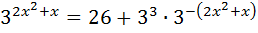 3^{2x^2+x} = 26 + 3^3 · 3^{-(2x^2+x)}